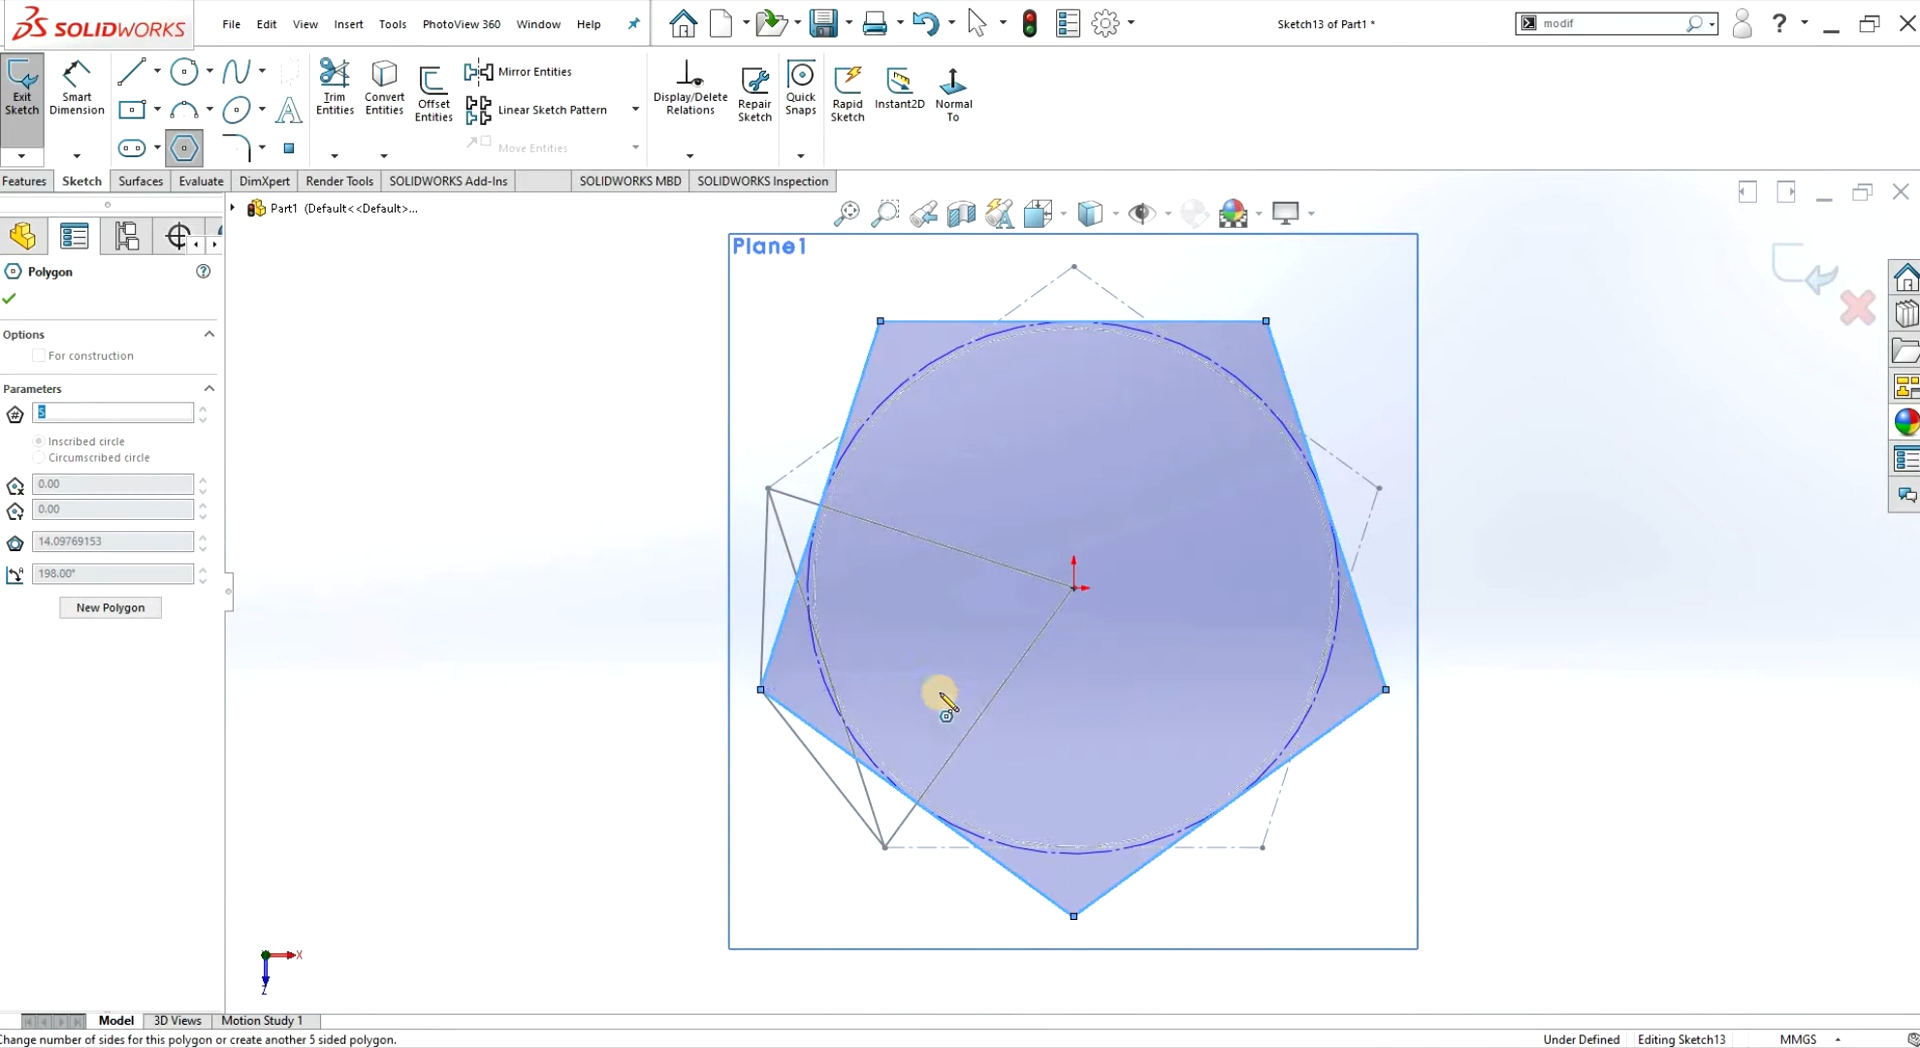 SOLIDWORKS
File Edit View Insert Tools PhotoView 360 Window Help
Sketch13 of Part1 *
modif
Exit Sketch
Smart Dimension
Trim Entities
Convert Entities
Offset Entities
Mirror Entities
Linear Sketch Pattern
Move Entities
Display/Delete Relations
Repair Sketch
Quick Snaps
Rapid Sketch
Instant2D
Normal To
Features Sketch Surfaces Evaluate DimXpert Render Tools SOLIDWORKS Add-Ins SOLIDWORKS MBD SOLIDWORKS Inspection
Part1 (Default<<Default>...
Plane1
Polygon
Options
For construction
Parameters
5
Inscribed circle
Circumscribed circle
0.00
0.00
14.09769153
198.00°
New Polygon
X
Z
Model 3D Views Motion Study 1
Change number of sides for this polygon or create another 5 sided polygon.
Under Defined Editing Sketch13 MMGS